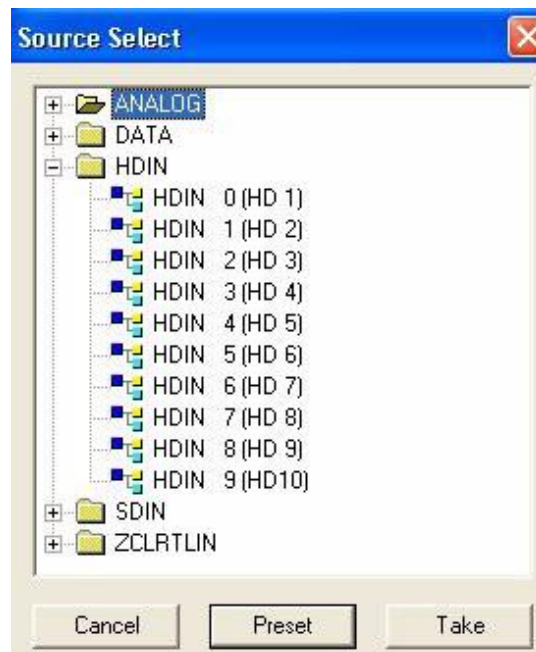 Source Select
ANALOG
DATA
HDIN
HDIN 0 (HD 1)
HDIN 1 (HD 2)
HDIN 2 (HD 3)
HDIN 3 (HD 4)
HDIN 4 (HD 5)
HDIN 5 (HD 6)
HDIN 6 (HD 7)
HDIN 7 (HD 8)
HDIN 8 (HD 9)
HDIN 9 (HD10)
SDIN
ZCLRTLIN
Cancel Preset Take